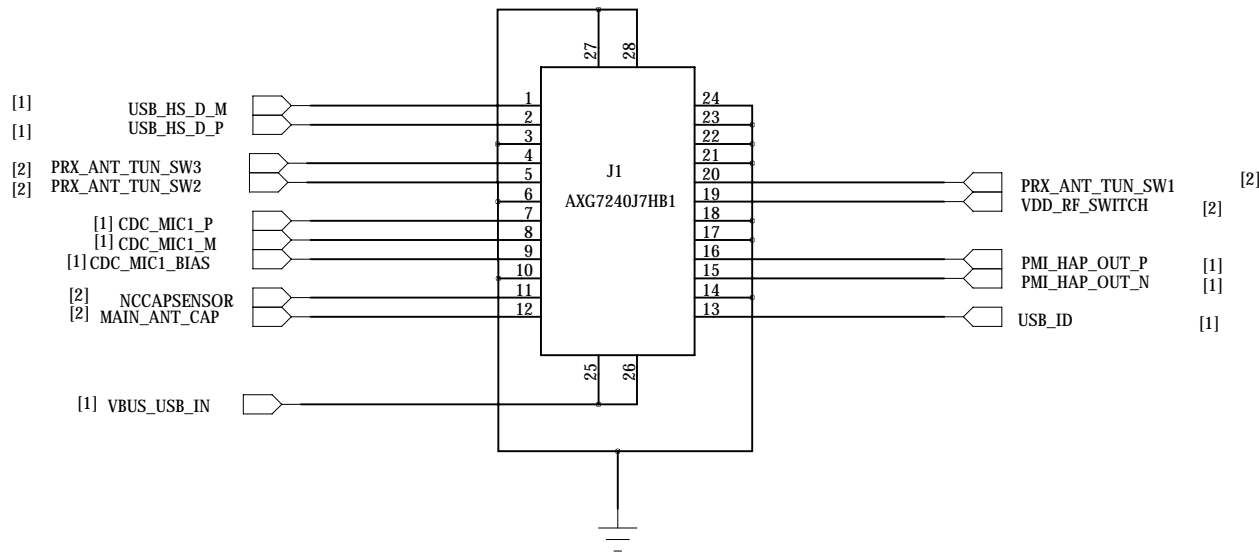 27 28
[1] USB_HS_D_M 1 24
[1] USB_HS_D_P 2 23
3 22
[2] PRX_ANT_TUN_SW3 4 21
[2] PRX_ANT_TUN_SW2 5 20 PRX_ANT_TUN_SW1 [2]
6 19 VDD_RF_SWITCH [2]
J1
AXG7240J7HB1
[1] CDC_MIC1_P 7 18
[1] CDC_MIC1_M 8 17
[1] CDC_MIC1_BIAS 9 16 PMI_HAP_OUT_P [1]
10 15 PMI_HAP_OUT_N [1]
[2] NCCAPSENSOR 11 14
[2] MAIN_ANT_CAP 12 13 USB_ID [1]
25 26
[1] VBUS_USB_IN